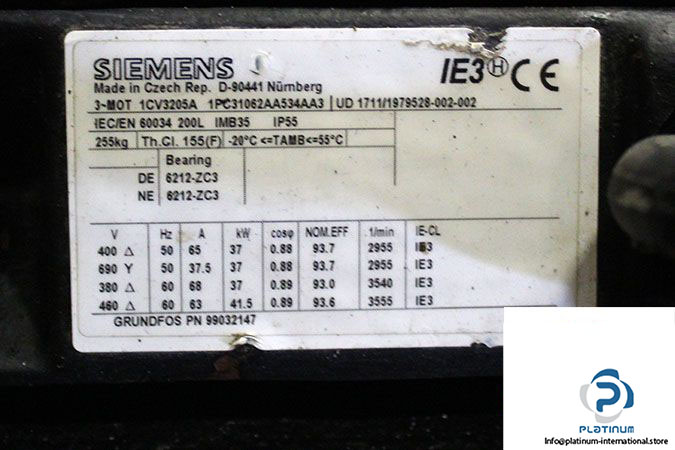 SIEMENS IE3 H CE
Made in Czech Rep. D-90441 Nürnberg
3~MOT 1CV3205A 1PC31062AA534AA3 UD 1711/1979528-002-002
IEC/EN 60034 200L IMB35 IP55
255kg Th.Cl. 155(F) -20°C <=TAMB<=55°C
Bearing
DE 6212-ZC3
NE 6212-ZC3
V Hz A kW cosφ NOM.EFF 1/min IE-CL
400 Δ 50 65 37 0.88 93.7 2955 IE3
690 Y 50 37.5 37 0.88 93.7 2955 IE3
380 Δ 60 68 37 0.89 93.0 3540 IE3
460 Δ 60 63 41.5 0.89 93.6 3555 IE3
GRUNDFOS PN 99032147
PLATINUM
Info@platinum-international.store